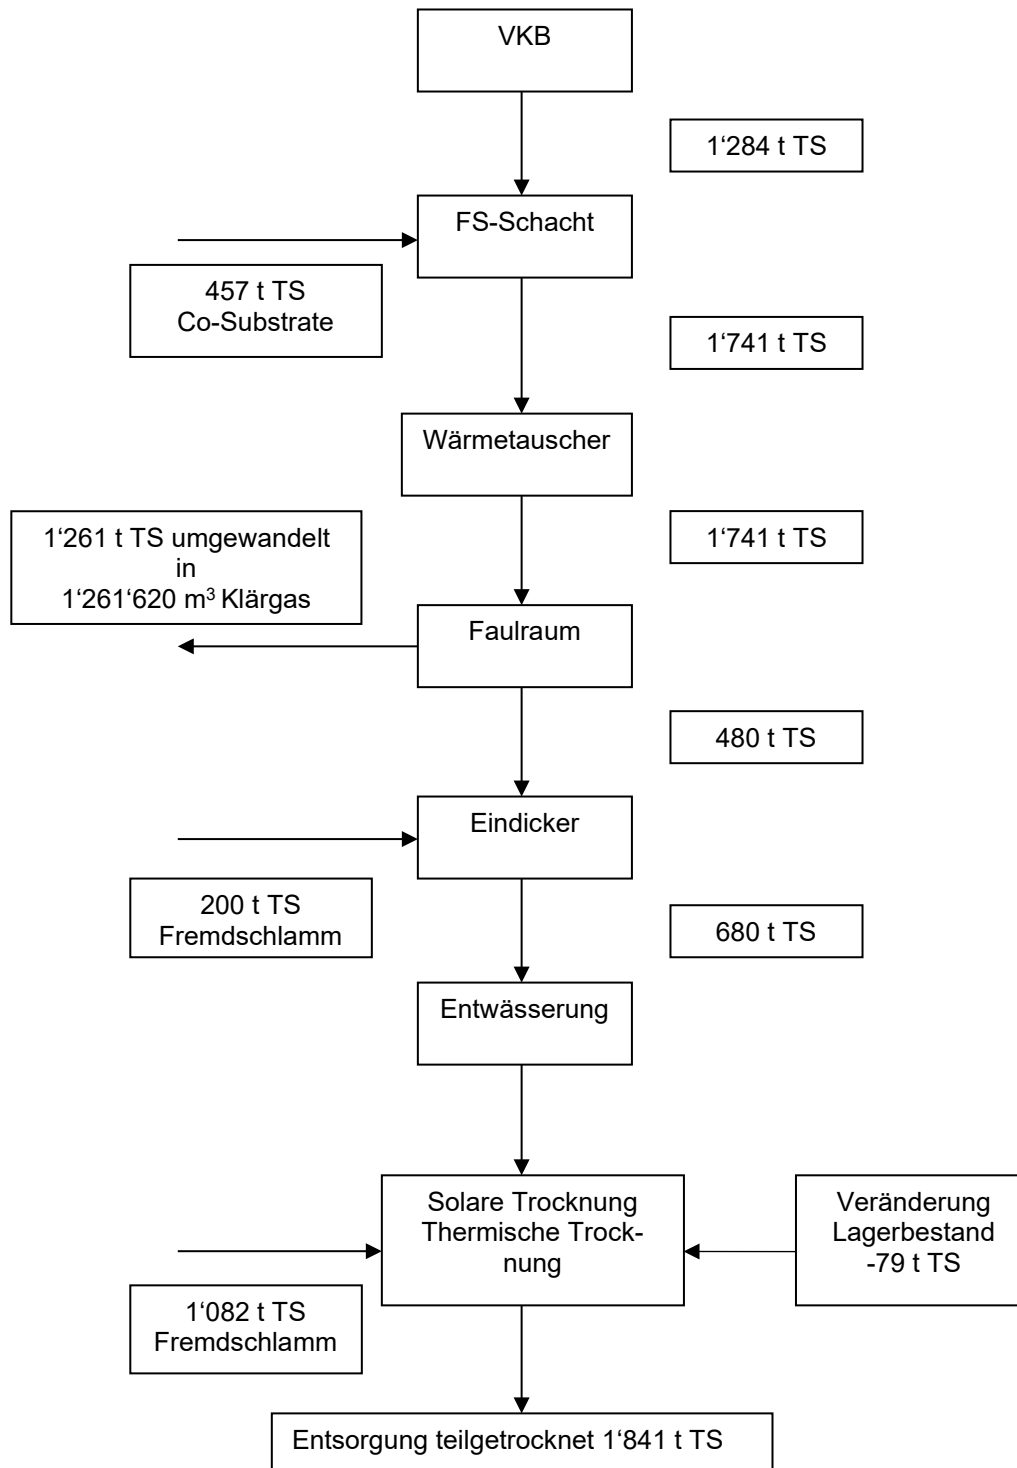 VKB
1‘284 t TS
FS-Schacht
457 t TS
Co-Substrate
1‘741 t TS
Wärmetauscher
1‘261 t TS umgewandelt
in
1‘261‘620 m³ Klärgas
1‘741 t TS
Faulraum
480 t TS
Eindicker
200 t TS
Fremdschlamm
680 t TS
Entwässerung
Solare Trocknung
Thermische Trock-
nung
Veränderung
Lagerbestand
-79 t TS
1‘082 t TS
Fremdschlamm
Entsorgung teilgetrocknet 1‘841 t TS